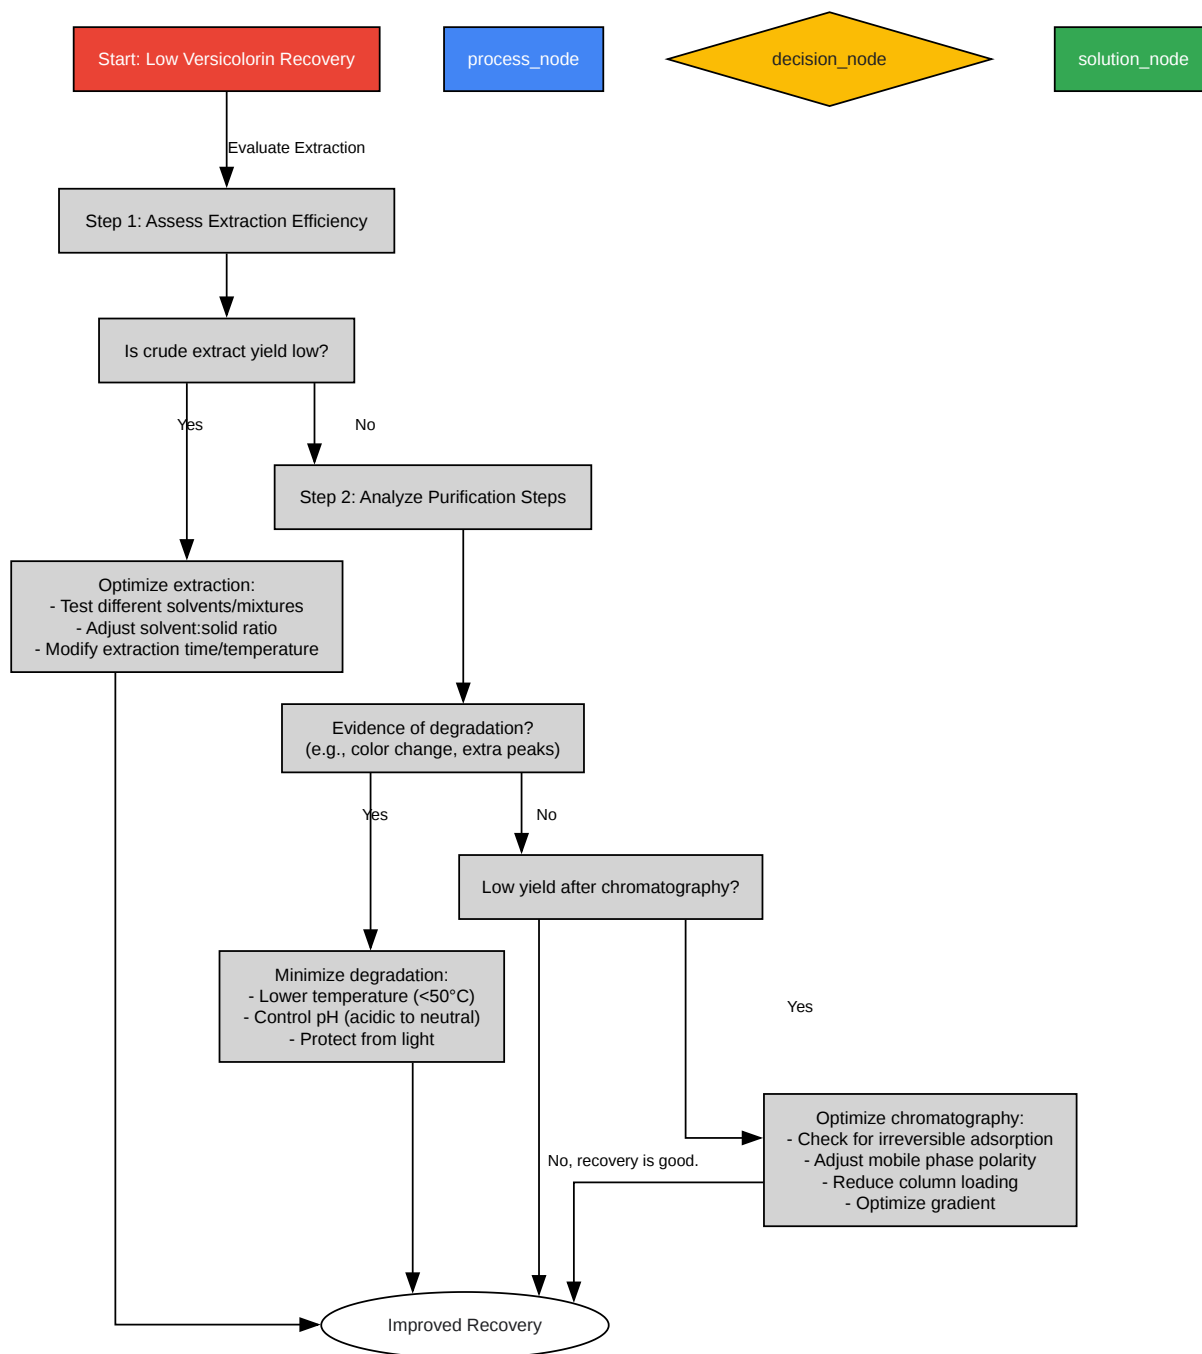 Start: Low Versicolorin Recovery
process_node
decision_node
solution_node
Evaluate Extraction
Step 1: Assess Extraction Efficiency
Is crude extract yield low?
Yes
No
Step 2: Analyze Purification Steps
Optimize extraction:
- Test different solvents/mixtures
- Adjust solvent:solid ratio
- Modify extraction time/temperature
Evidence of degradation?
(e.g., color change, extra peaks)
Yes
No
Low yield after chromatography?
Minimize degradation:
- Lower temperature (<50°C)
- Control pH (acidic to neutral)
- Protect from light
Yes
Optimize chromatography:
- Check for irreversible adsorption
- Adjust mobile phase polarity
- Reduce column loading
- Optimize gradient
No, recovery is good.
Improved Recovery